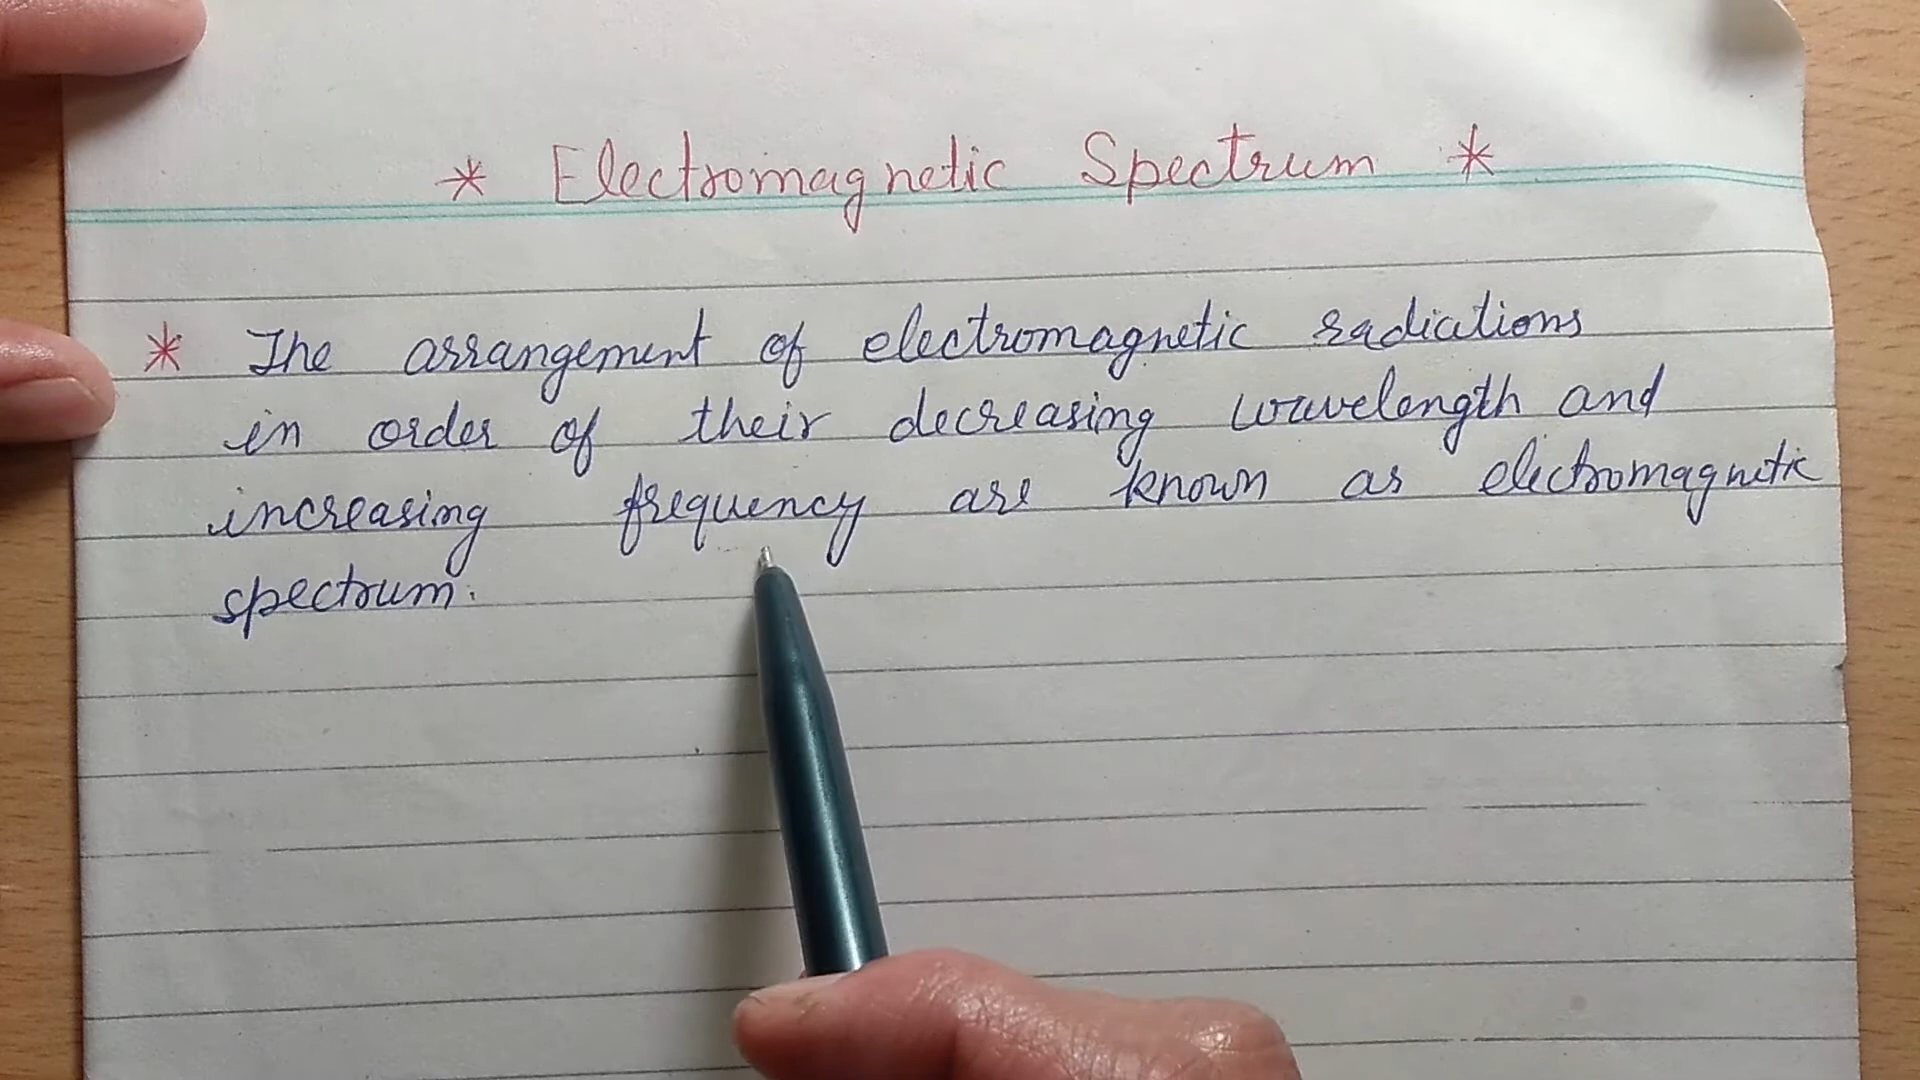 * Electromagnetic Spectrum *
* The arrangement of electromagnetic radiations
in order of their decreasing wavelength and
increasing frequency are known as electromagnetic
spectrum.